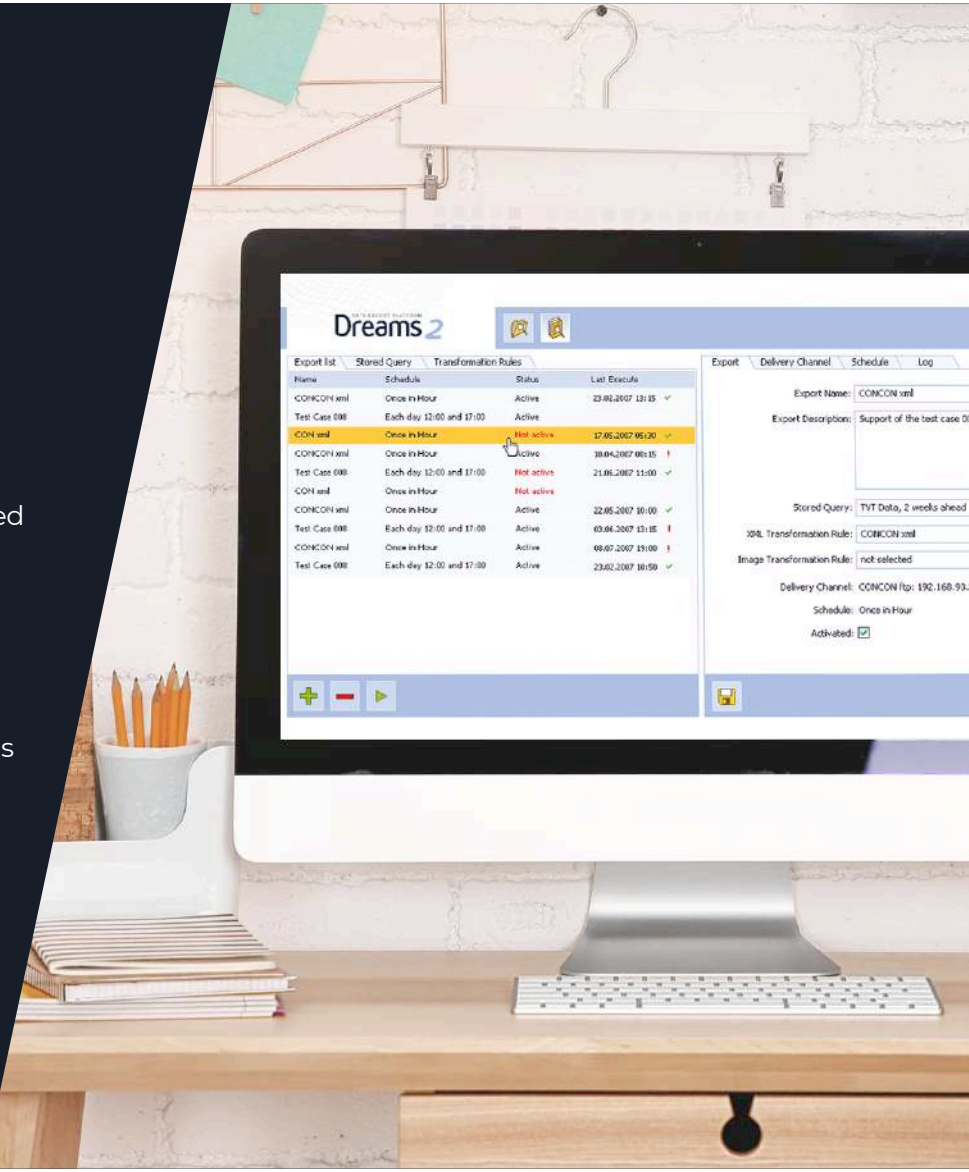 ed
s
DATA EXPORT PLATFORM
Dreams 2
Export list Stored Query Transformation Rules
Name Schedule Status Last Execute
CONCON xml Once in Hour Active 23.02.2007 13:15
Test Case 008 Each day 12:00 and 17:00 Active
CON xml Once in Hour Not active 17.05.2007 05:30
CONCON xml Once in Hour Active 10.04.2007 08:15 !
Test Case 008 Each day 12:00 and 17:00 Not active 21.06.2007 11:00
CON xml Once in Hour Not active
CONCON xml Once in Hour Active 22.05.2007 10:00
Test Case 008 Each day 12:00 and 17:00 Active 03.06.2007 13:15 !
CONCON xml Once in Hour Active 08.07.2007 19:00 !
Test Case 008 Each day 12:00 and 17:00 Active 23.02.2007 10:50
Export Delivery Channel Schedule Log
Export Name: CONCON xml
Export Description: Support of the test case 0
Stored Query: TVT Data, 2 weeks ahead
XML Transformation Rule: CONCON xml
Image Transformation Rule: not selected
Delivery Channel: CONCON ftp: 192.168.93.
Schedule: Once in Hour
Activated: